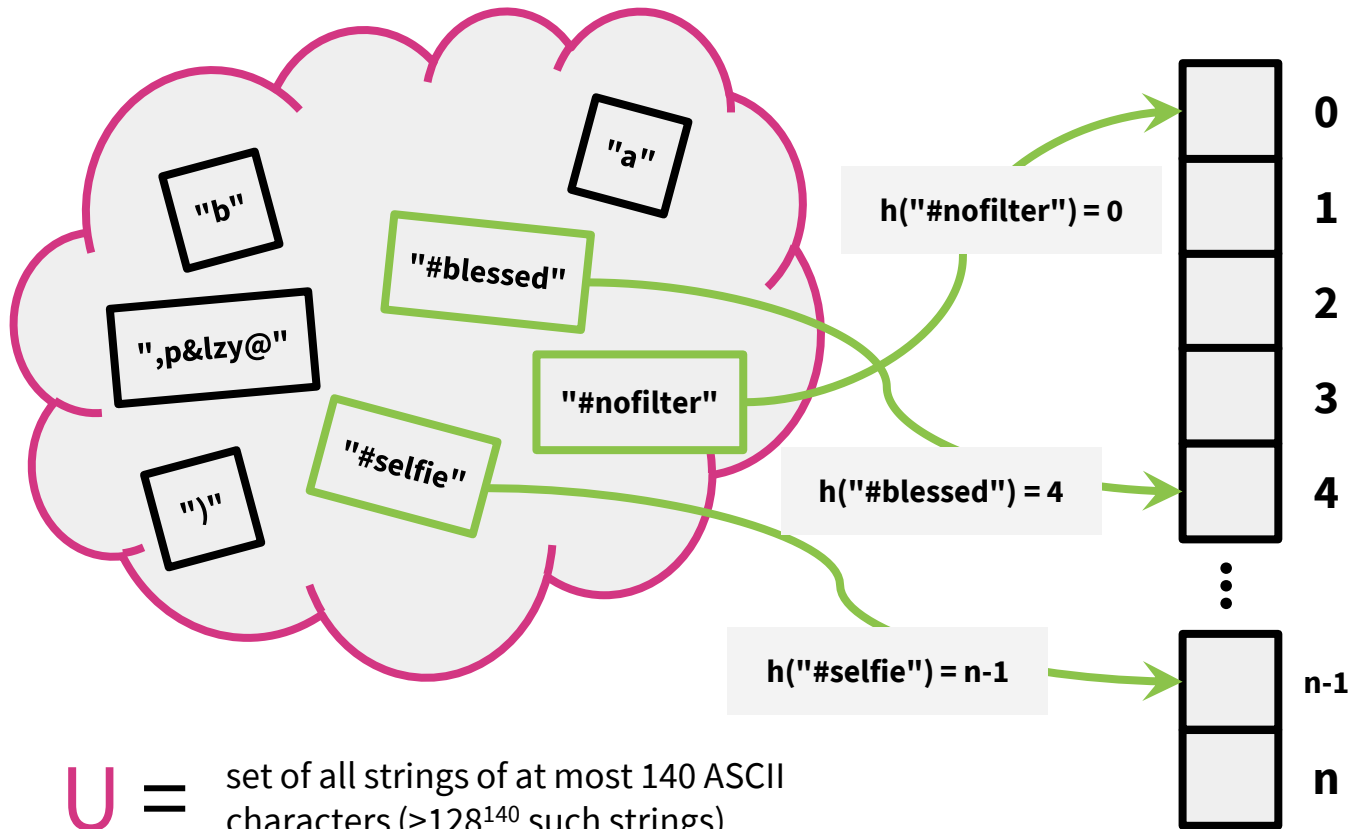 "a"
"b"
"#blessed"
",p&lzy@"
"#nofilter"
"#selfie"
")"
h("#nofilter") = 0
h("#blessed") = 4
h("#selfie") = n-1
0
1
2
3
4
n-1
n
U = set of all strings of at most 140 ASCII
characters (>128¹⁴⁰ such strings)